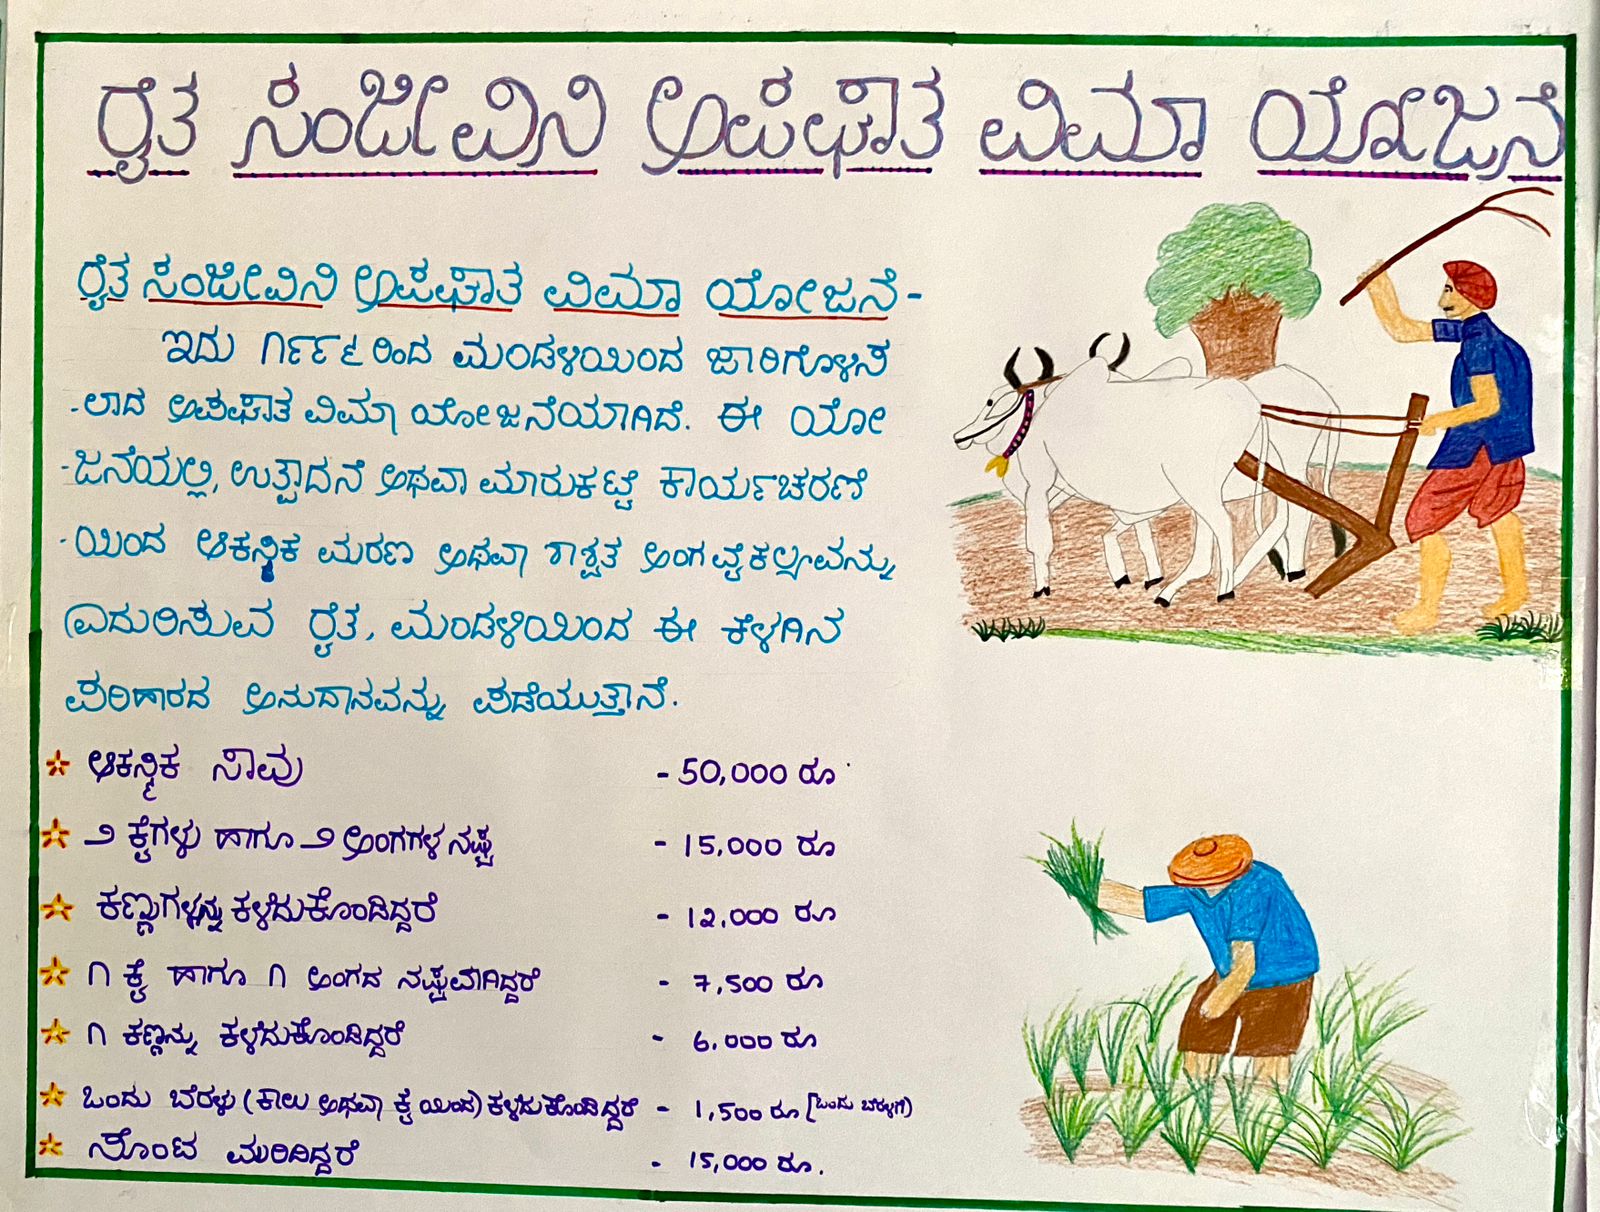 ರೈತ ಸಂಜೀವಿನಿ ಅಪಘಾತ ವಿಮಾ ಯೋಜನೆ
ರೈತ ಸಂಜೀವಿನಿ ಅಪಘಾತ ವಿಮಾ ಯೋಜನೆ -
ಇದು ೧೯೯೬ರಿಂದ ಮಂಡಳಿಯಿಂದ ಜಾರಿಗೊಳಿಸ
-ಲಾದ ಅಪಘಾತ ವಿಮಾ ಯೋಜನೆಯಾಗಿದೆ. ಈ ಯೋ
-ಜನೆಯಲ್ಲಿ, ಉತ್ಪಾದನೆ ಅಥವಾ ಮಾರುಕಟ್ಟೆ ಕಾರ್ಯಚರಣೆ
-ಯಿಂದ ಆಕಸ್ಮಿಕ ಮರಣ ಅಥವಾ ಶಾಶ್ವತ ಅಂಗವೈಕಲ್ಯವನ್ನು
ಎದುರಿಸುವ ರೈತ, ಮಂಡಳಿಯಿಂದ ಈ ಕೆಳಗಿನ
ಪರಿಹಾರದ ಅನುದಾನವನ್ನು ಪಡೆಯುತ್ತಾನೆ.
ಆಕಸ್ಮಿಕ ಸಾವು - 50,000 ರೂ
೨ ಕೈಗಳು ಹಾಗೂ ೨ ಅಂಗಗಳ ನಷ್ಟ - 15,000 ರೂ
ಕಣ್ಣುಗಳನ್ನು ಕಳೆದುಕೊಂಡಿದ್ದರೆ - 12,000 ರೂ
೧ ಕೈ ಹಾಗೂ ೧ ಅಂಗದ ನಷ್ಟವಾಗಿದ್ದರೆ - 7,500 ರೂ
೧ ಕಣ್ಣನ್ನು ಕಳೆದುಕೊಂಡಿದ್ದರೆ - 6,000 ರೂ
ಒಂದು ಬೆರಳು (ಕಾಲು ಅಥವಾ ಕೈ ಯಿಂದ) ಕಳೆದುಕೊಂಡಿದ್ದರೆ - 1,500 ರೂ [ಒಂದು ಬೆರಳಿಗೆ)
ಸೊಂಟ ಮುರಿದಿದ್ದರೆ - 15,000 ರೂ.